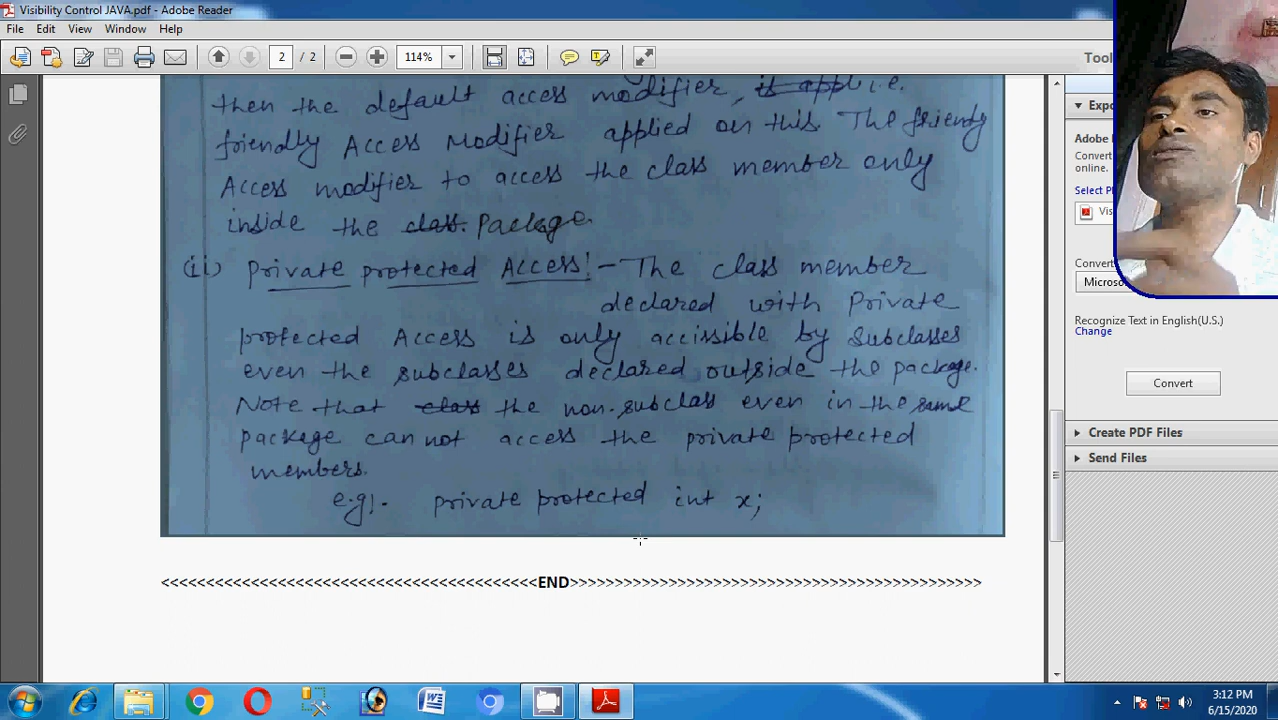 Visibility Control JAVA.pdf - Adobe Reader
File Edit View Window Help
2 / 2 114% Tool
then the default access modifier, i.e.
friendly Access Modifier applied on this. The friendly
Access modifier to access the class member only
inside the class. Package.
(ii) Private protected Access! - The class member
declared with Private
protected Access is only accissible by Subclasses
even the subclasses declared outside the package.
Note that class the non-subclass even in the same
package can not access the private protected
members.
e.g!- private protected int x;
<<<<<<<<<<<<<<<<<<<<<<<<<<<<<<<<<<<<<<<<<<END>>>>>>>>>>>>>>>>>>>>>>>>>>>>>>>>>>>>>>>>>>>>>>
Expo
Adobe
Convert
online.
Select P
Vis
Convert
Microso
Recognize Text in English(U.S.)
Change
Convert
Create PDF Files
Send Files
3:12 PM
6/15/2020